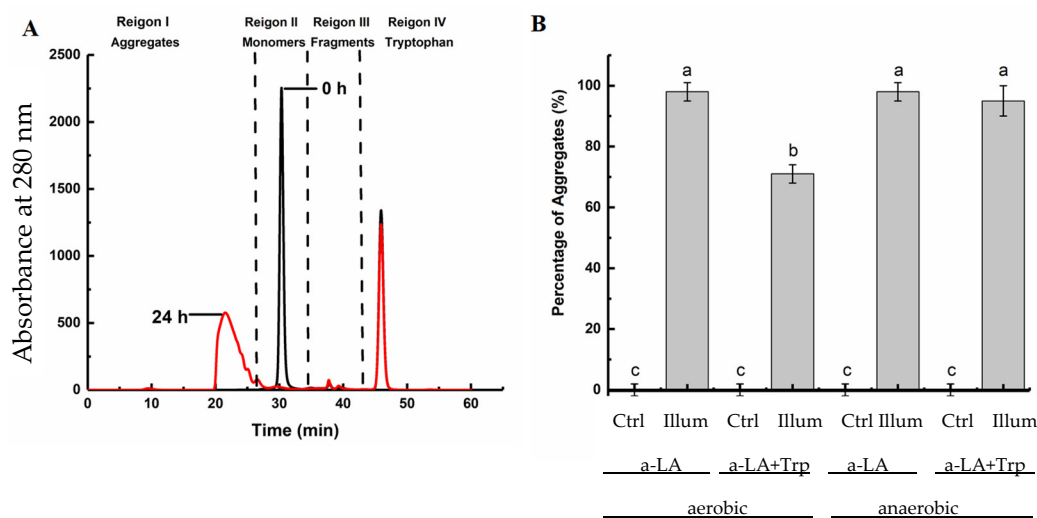 A
Reigon I Reigon II Reigon III Reigon IV
Aggregates Monomers Fragments Tryptophan
2500
2000
1500
1000
500
0
Absorbance at 280 nm
0 h
24 h
0 10 20 30 40 50 60
Time (min)
B
100
80
60
40
20
0
Percentage of Aggregates (%)
c a c b c a c a
Ctrl Illum Ctrl Illum Ctrl Illum Ctrl Illum
a-LA a-LA+Trp a-LA a-LA+Trp
aerobic anaerobic